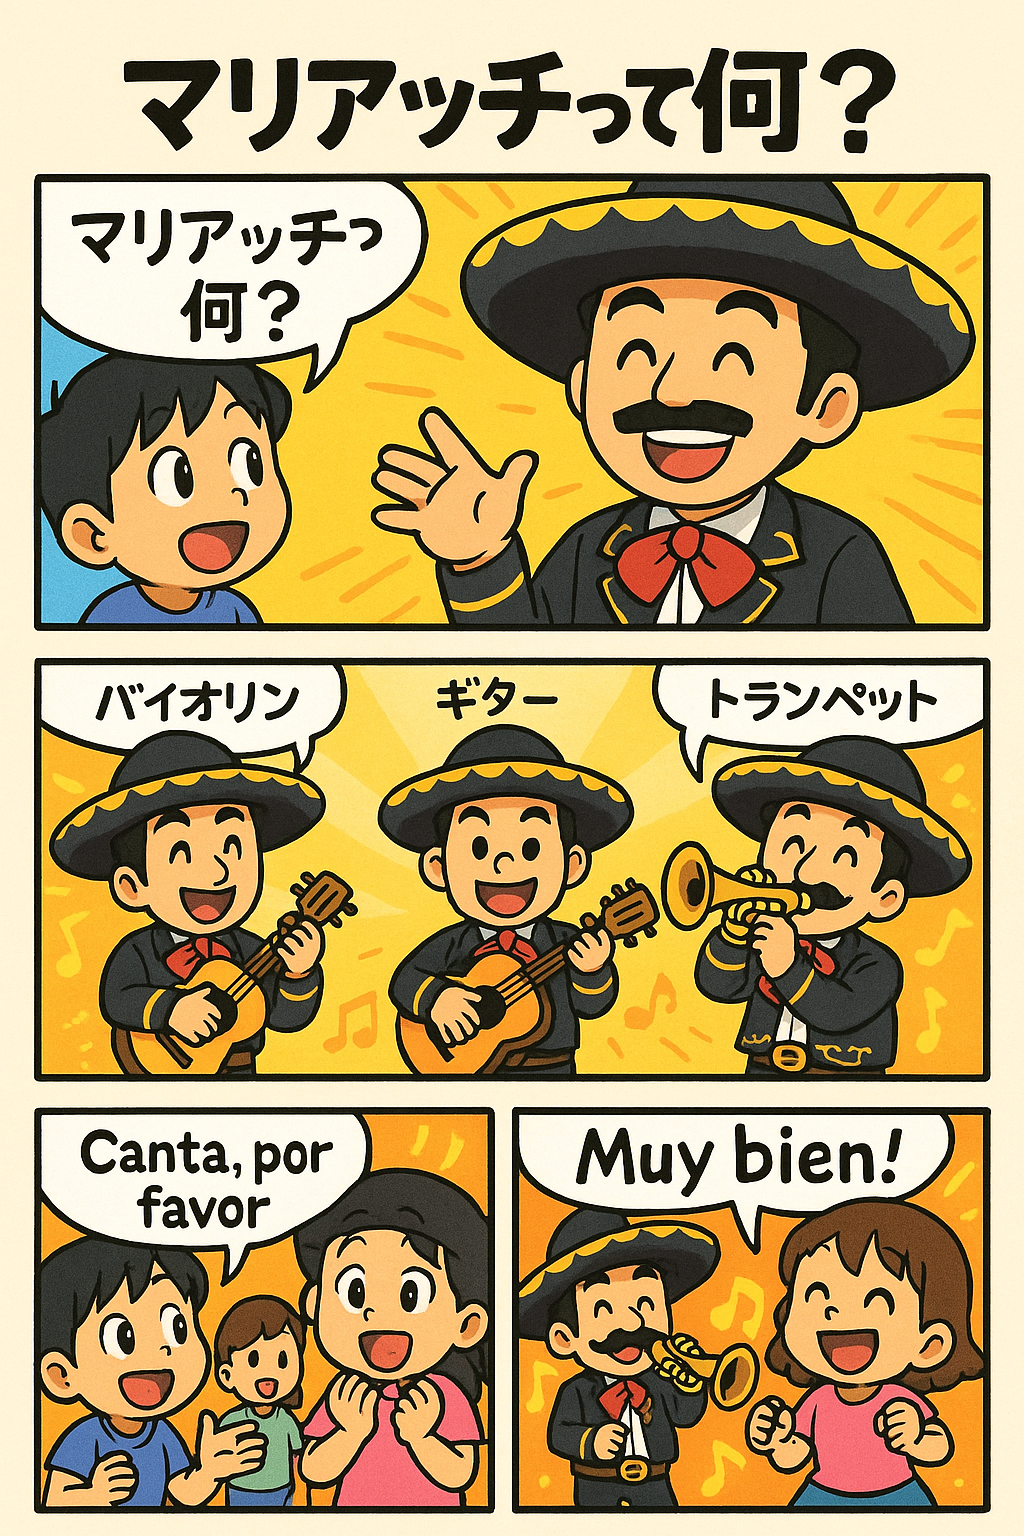 マリアッチって何？
マリアッチっ
何？
バイオリン
ギター
トランペット
Canta, por
favor
Muy bien!